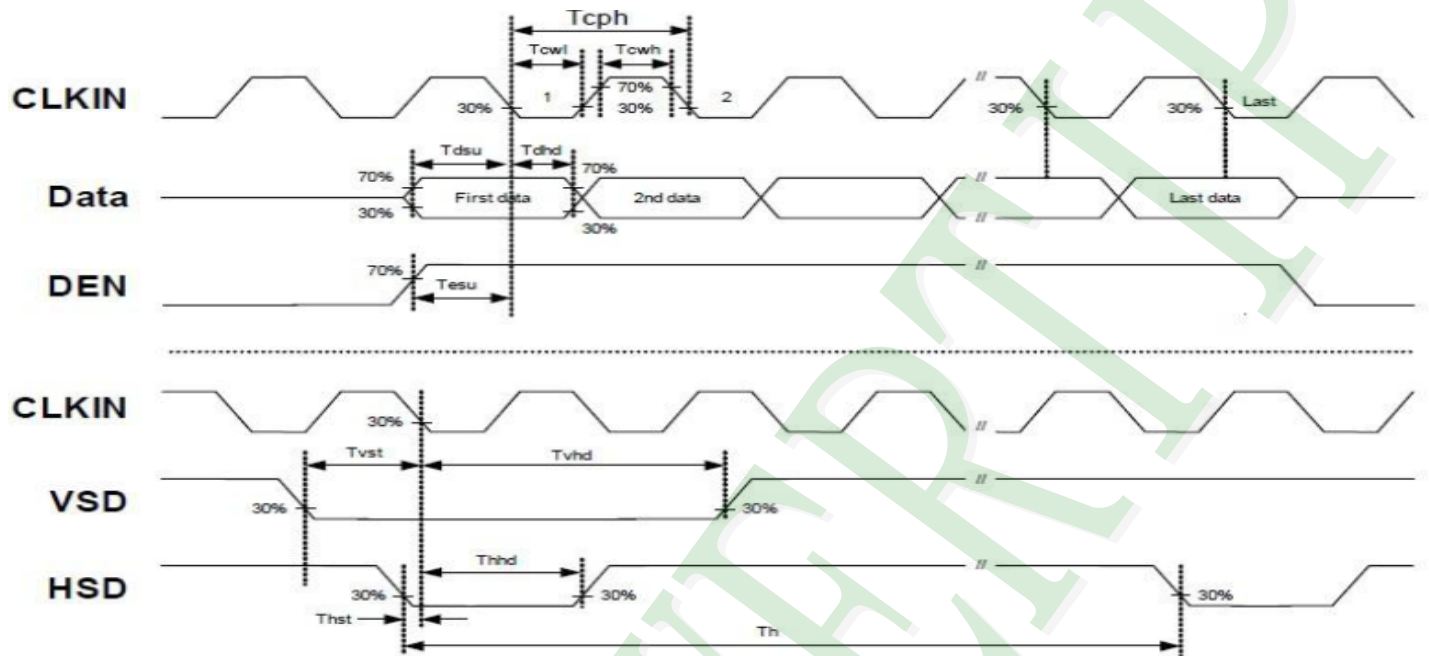 Tcph
Tcwl Tcwh
CLKIN 30% 1 70% 30% 2 30% 30% Last
Tdsu Tdhd
Data 70% 30% First data 70% 30% 2nd data Last data
DEN 70% Tesu
CLKIN 30%
Tvst Tvhd
VSD 30% 30%
Thhd
HSD 30% 30% 30%
Thst
Th